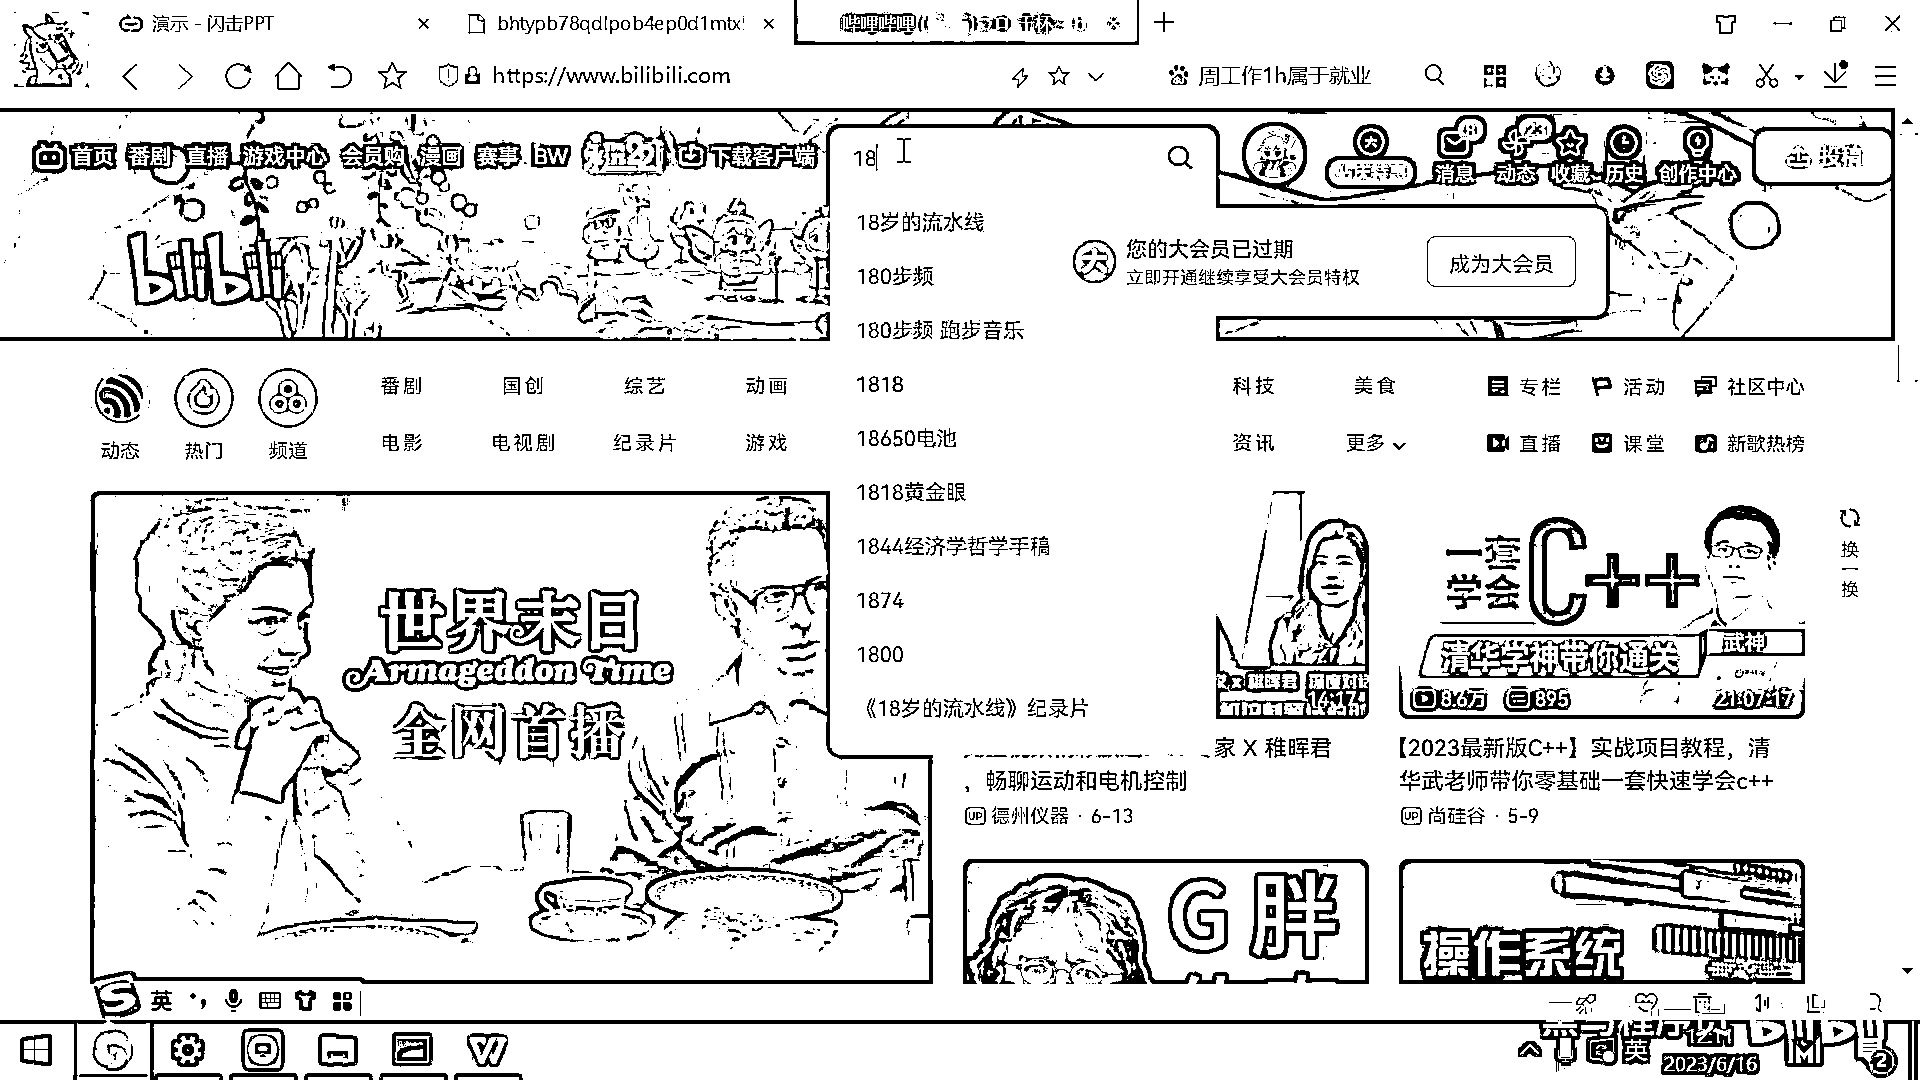 演示 - 闪击PPT
https://www.bilibili.com
周工作1h属于就业
首页 番剧 直播 游戏中心 会员购 漫画 赛事 BW 下载客户端
18
消息 动态 收藏 历史 创作中心 投稿
bilibili
18岁的流水线
180步频
180步频 跑步音乐
1818
18650电池
1818黄金眼
1844经济学哲学手稿
1874
1800
《18岁的流水线》纪录片
您的大会员已过期
立即开通继续享受大会员特权
成为大会员
动态 热门 频道
番剧 国创 综艺 动画 科技 美食 专栏 活动 社区中心
电影 电视剧 纪录片 游戏 资讯 更多 直播 课堂 新歌热榜
世界末日
Armageddon Time
全网首播
14:174
家 X 稚晖君
，畅聊运动和电机控制
UP 德州仪器 · 6-13
一套
学会
C++
清华学神带你通关
武神
8.6万 895 21:07:17
【2023最新版C++】实战项目教程，清
华武老师带你零基础一套快速学会c++
UP 尚硅谷 · 5-9
换
一
换
G胖
操作系统
英
英
2023/6/16
2